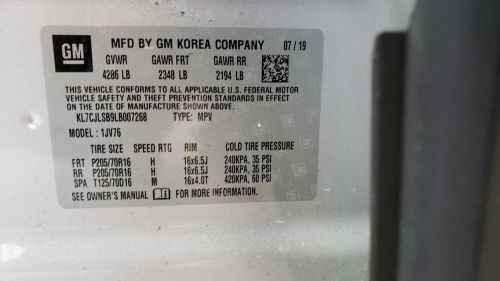 GM MFD BY GM KOREA COMPANY 07/19
GVWR GAWR FRT GAWR RR
4286 LB 2348 LB 2194 LB
THIS VEHICLE CONFORMS TO ALL APPLICABLE U.S. FEDERAL MOTOR
VEHICLE SAFETY, BUMPER, AND THEFT PREVENTION STANDARDS IN EFFECT
ON THE DATE OF MANUFACTURE SHOWN ABOVE.
KL7CJLSB9LB007268 TYPE: MPV
MODEL: 1JV76
TIRE SIZE SPEED RTG RIM COLD TIRE PRESSURE
FRT P205/70R16 H 16x6.5J 240KPA, 35 PSI
RR P205/70R16 H 16x6.5J 240KPA, 35 PSI
SPA T125/70D16 M 16x4.0T 420KPA, 60 PSI
SEE OWNER'S MANUAL FOR MORE INFORMATION.